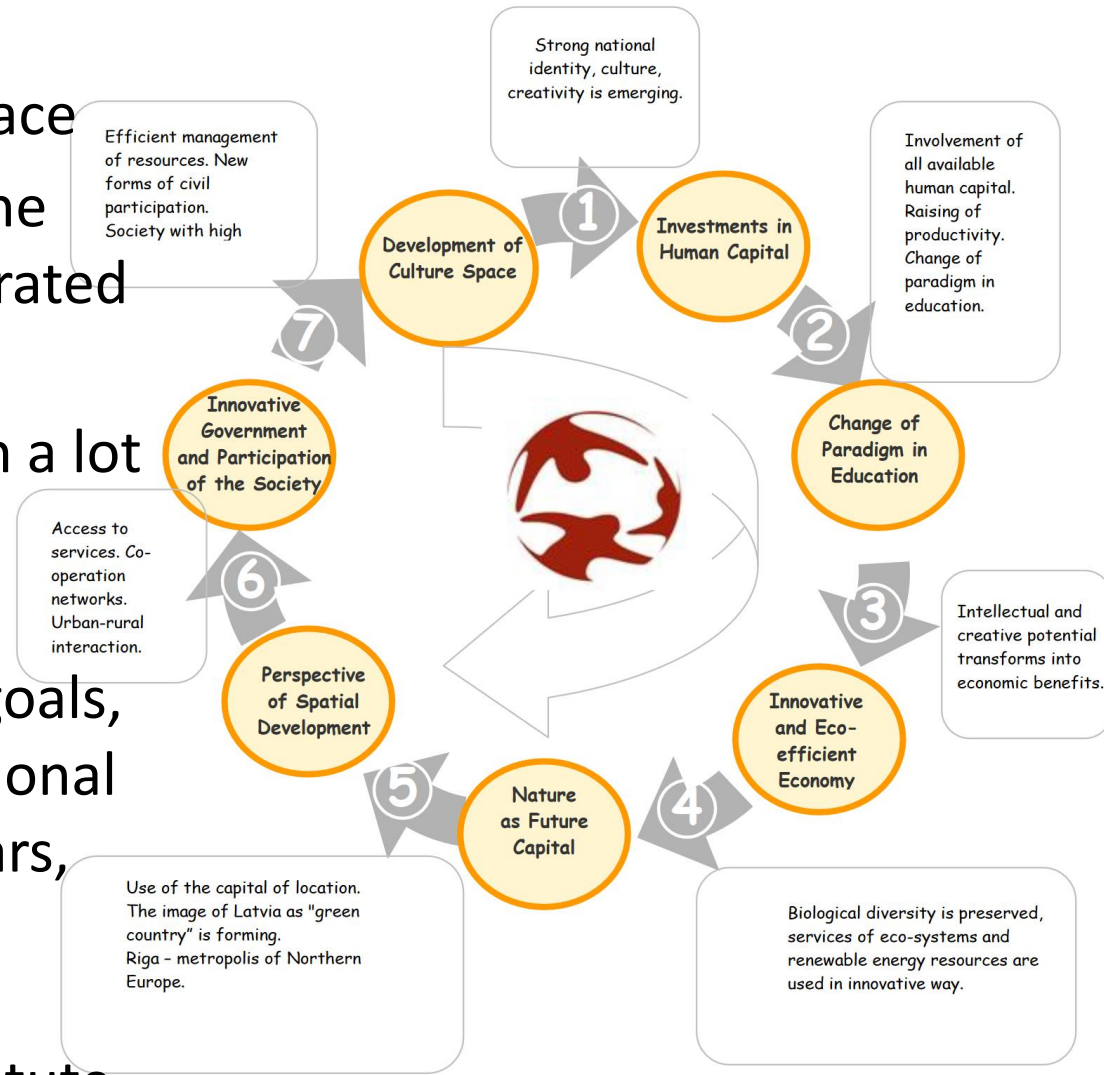 ace
ne
rated
n a lot
goals,
onal
ars,
Strong national
identity, culture,
creativity is emerging.
1
Investments in
Human Capital
Involvement of
all available
human capital.
Raising of
productivity.
Change of
paradigm in
education.
2
Change of
Paradigm in
Education
3
Intellectual and
creative potential
transforms into
economic benefits.
Innovative
and Eco-
efficient
Economy
4
Biological diversity is preserved,
services of eco-systems and
renewable energy resources are
used in innovative way.
Nature
as Future
Capital
5
Use of the capital of location.
The image of Latvia as "green
country” is forming.
Riga – metropolis of Northern
Europe.
Perspective
of Spatial
Development
6
Access to
services. Co-
operation
networks.
Urban-rural
interaction.
Innovative
Government
and Participation
of the Society
7
Efficient management
of resources. New
forms of civil
participation.
Society with high
Development of
Culture Space